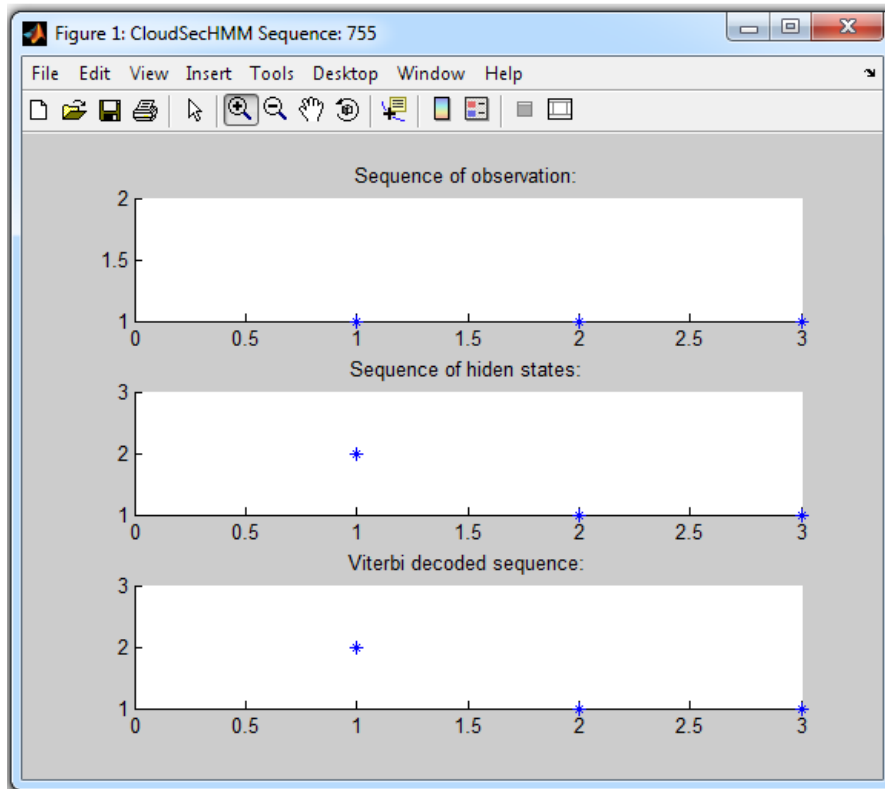 Figure 1: CloudSecHMM Sequence: 755
File Edit View Insert Tools Desktop Window Help
Sequence of observation:
2
1.5
1
0 0.5 1 1.5 2 2.5 3
Sequence of hiden states:
3
2
1
0 0.5 1 1.5 2 2.5 3
Viterbi decoded sequence:
3
2
1
0 0.5 1 1.5 2 2.5 3